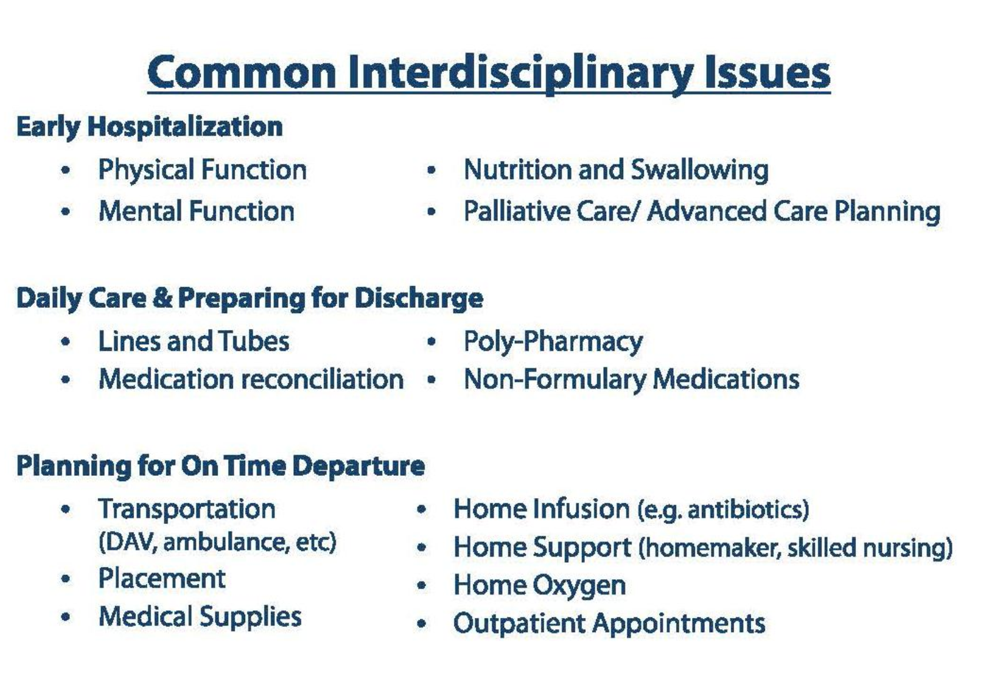 Common Interdisciplinary Issues
Early Hospitalization
• Physical Function
• Mental Function
• Nutrition and Swallowing
• Palliative Care/ Advanced Care Planning
Daily Care & Preparing for Discharge
• Lines and Tubes
• Medication reconciliation
• Poly-Pharmacy
• Non-Formulary Medications
Planning for On Time Departure
• Transportation
(DAV, ambulance, etc)
• Placement
• Medical Supplies
• Home Infusion (e.g. antibiotics)
• Home Support (homemaker, skilled nursing)
• Home Oxygen
• Outpatient Appointments